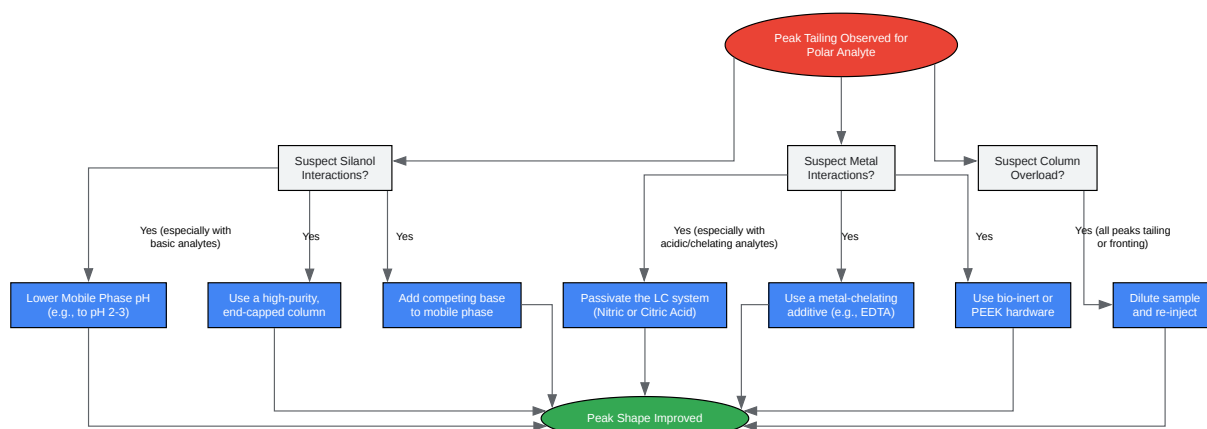 Peak Tailing Observed for
Polar Analyte
Suspect Silanol
Interactions?
Suspect Metal
Interactions?
Suspect Column
Overload?
Yes (especially with
basic analytes)
Yes
Yes
Yes (especially with
acidic/chelating analytes)
Yes
Yes
Yes (all peaks tailing
or fronting)
Lower Mobile Phase pH
(e.g., to pH 2-3)
Use a high-purity,
end-capped column
Add competing base
to mobile phase
Passivate the LC system
(Nitric or Citric Acid)
Use a metal-chelating
additive (e.g., EDTA)
Use bio-inert or
PEEK hardware
Dilute sample
and re-inject
Peak Shape Improved